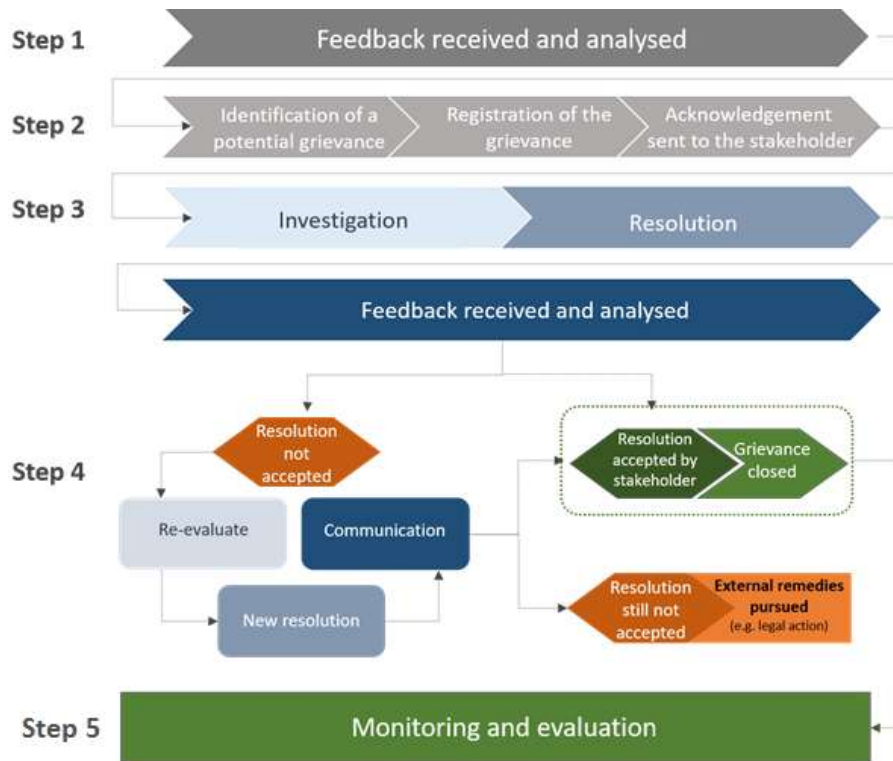 Step 1
Feedback received and analysed
Step 2
Identification of a
potential grievance
Registration of the
grievance
Acknowledgement
sent to the stakeholder
Step 3
Investigation
Resolution
Feedback received and analysed
Step 4
Resolution
not
accepted
Resolution
accepted by
stakeholder
Grievance
closed
Re-evaluate
Communication
New resolution
Resolution
still not
accepted
External remedies
pursued
(e.g. legal action)
Step 5
Monitoring and evaluation